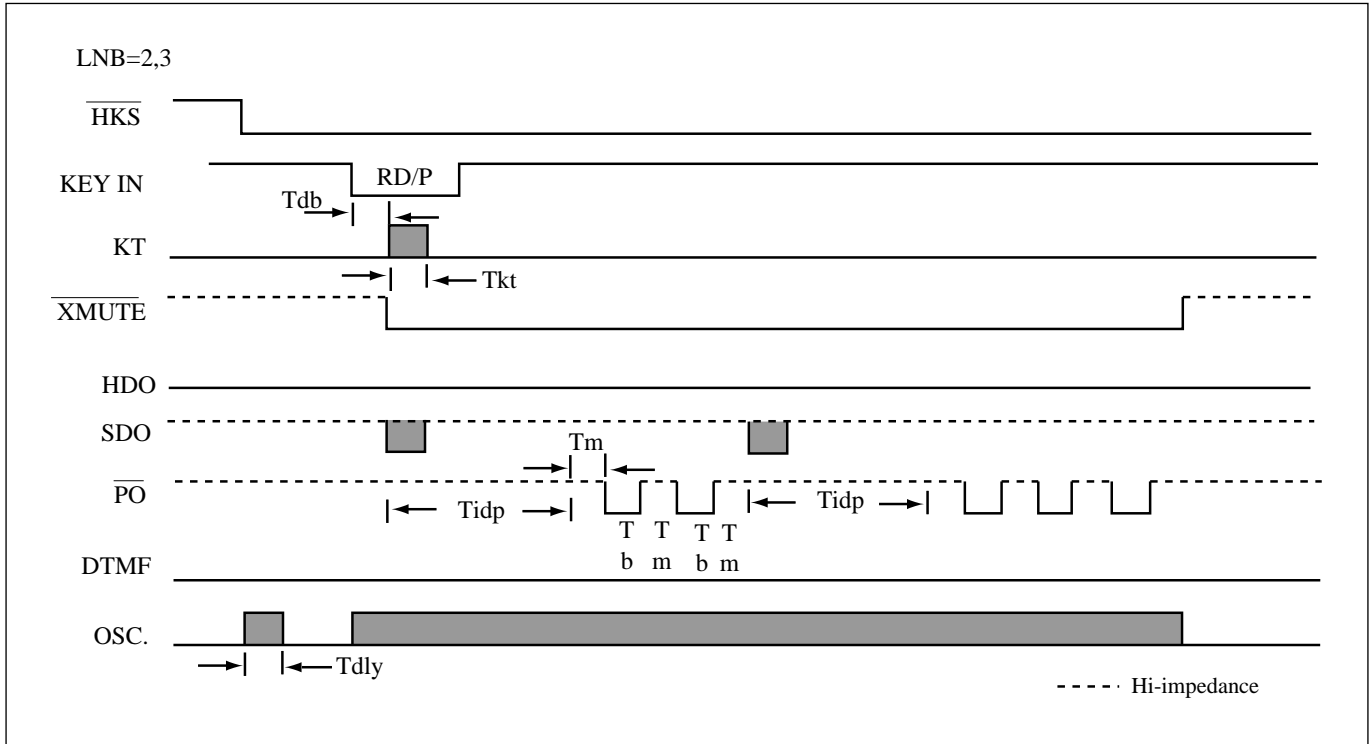 LNB=2,3
HKS
KEY IN
RD/P
Tdb
KT
Tkt
XMUTE
HDO
SDO
Tm
PO
Tidp
Tidp
T T T T
b m b m
DTMF
OSC.
Tdly
Hi-impedance